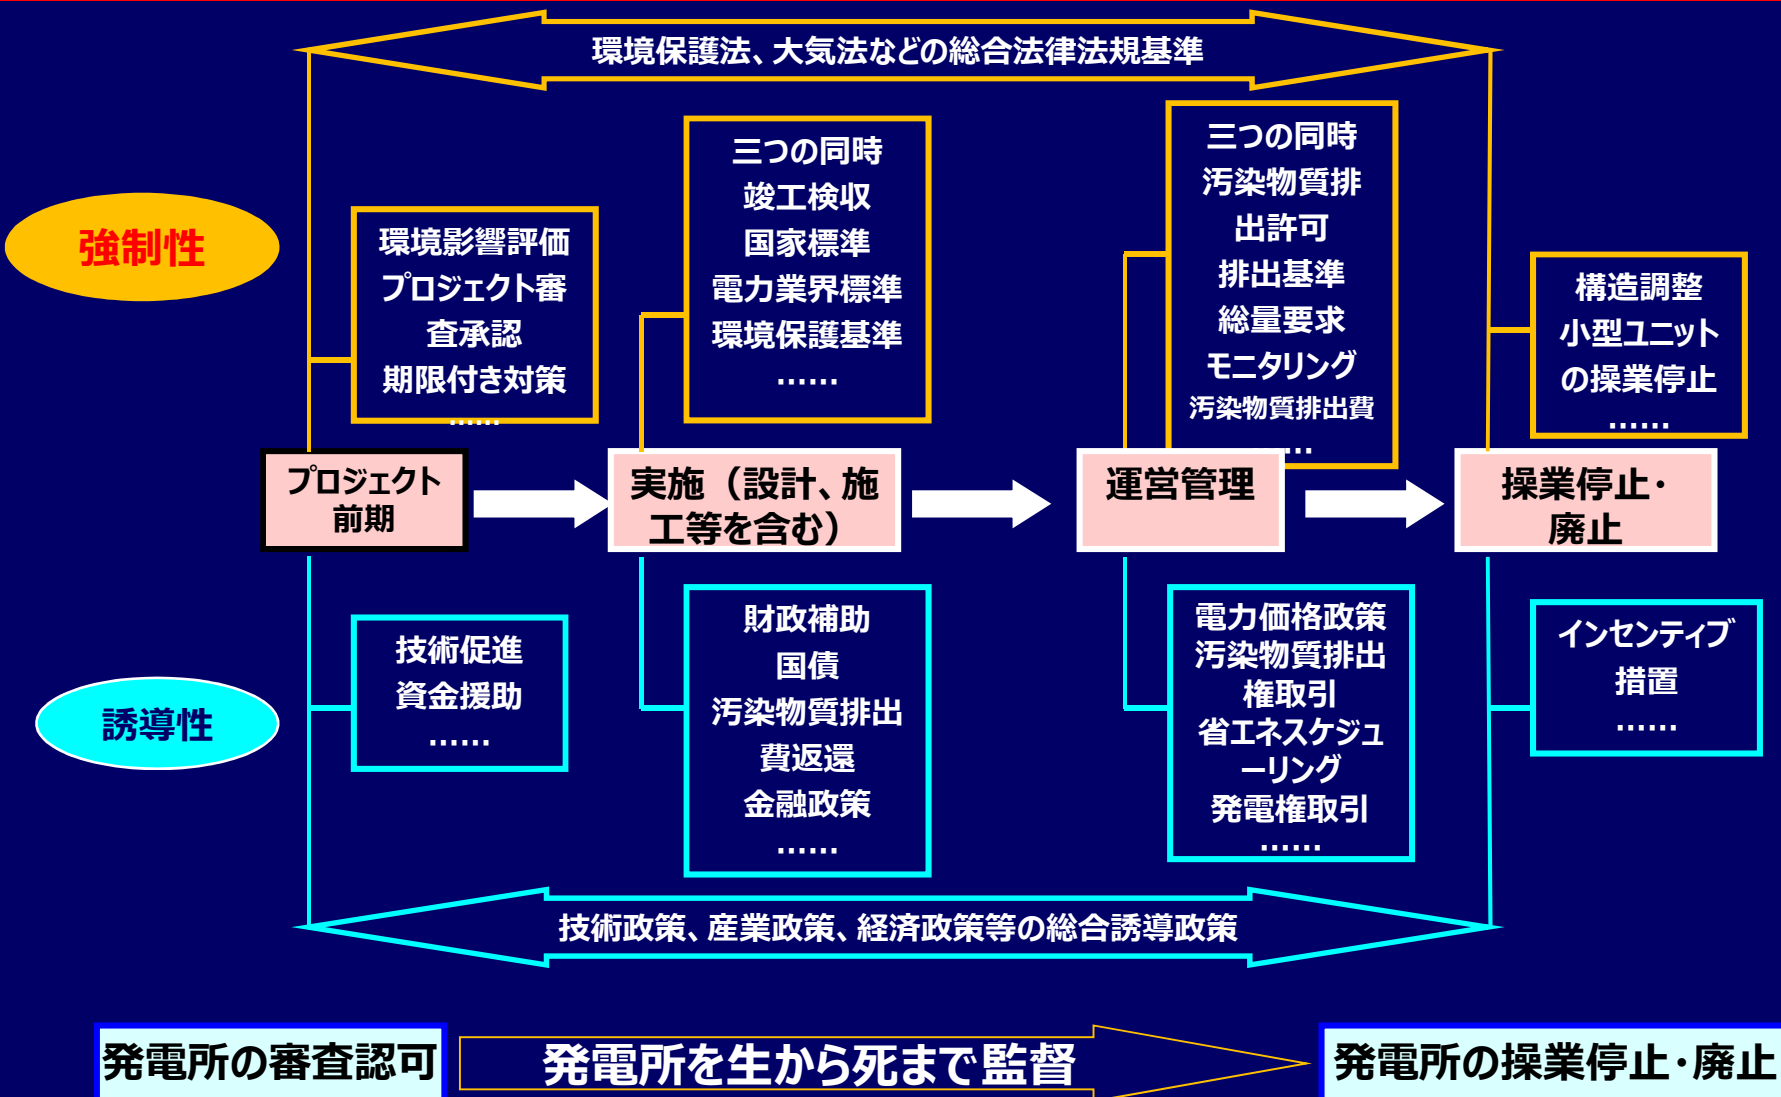 環境保護法、大気法などの総合法律法規基準
強制性
環境影響評価
プロジェクト審
査承認
期限付き対策
……
三つの同時
竣工検収
国家標準
電力業界標準
環境保護基準
……
三つの同時
汚染物質排
出許可
排出基準
総量要求
モニタリング
汚染物質排出費
……
構造調整
小型ユニット
の操業停止
……
プロジェクト
前期
実施（設計、施
工等を含む）
運営管理
操業停止・
廃止
誘導性
技術促進
資金援助
……
財政補助
国債
汚染物質排出
費返還
金融政策
……
電力価格政策
汚染物質排出
権取引
省エネスケジュ
ーリング
発電権取引
……
インセンティブ
措置
……
技術政策、産業政策、経済政策等の総合誘導政策
発電所の審査認可
発電所を生から死まで監督
発電所の操業停止・廃止